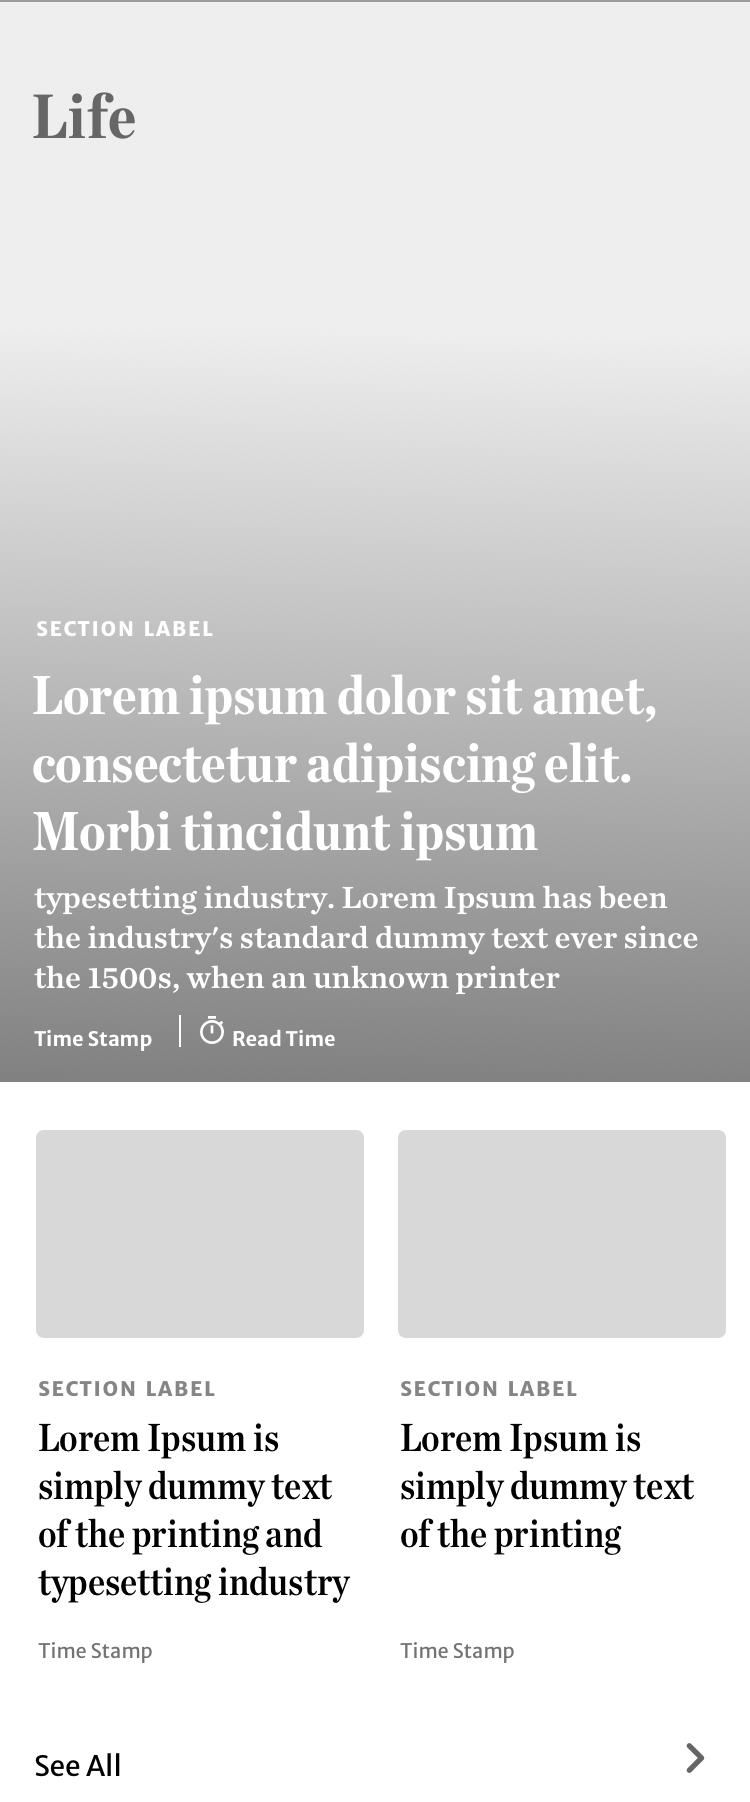 Life
SECTION LABEL
Lorem ipsum dolor sit amet,
consectetur adipiscing elit.
Morbi tincidunt ipsum
typesetting industry. Lorem Ipsum has been
the industry's standard dummy text ever since
the 1500s, when an unknown printer
Time Stamp
Read Time
SECTION LABEL
Lorem Ipsum is
simply dummy text
of the printing and
typesetting industry
Time Stamp
SECTION LABEL
Lorem Ipsum is
simply dummy text
of the printing
Time Stamp
See All